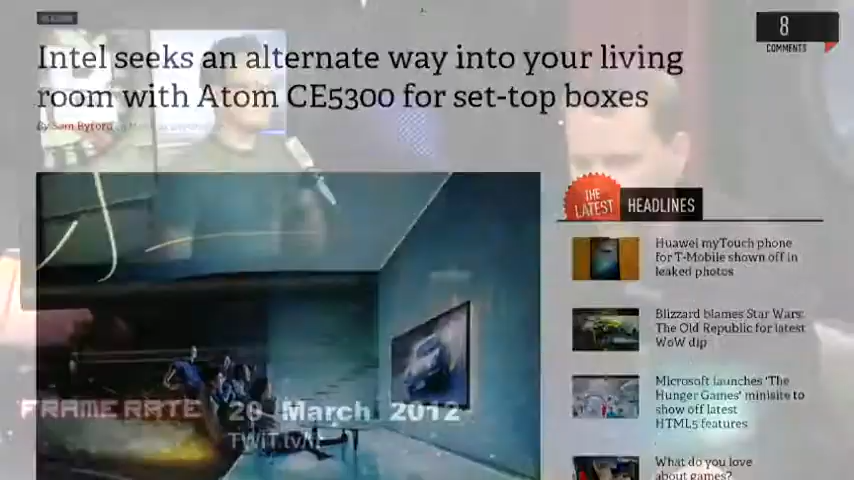 8
COMMENTS
Intel seeks an alternate way into your living
room with Atom CE5300 for set-top boxes
By Sam Byford
THE
LATEST
HEADLINES
Huawei myTouch phone
for T-Mobile shown off in
leaked photos
Blizzard blames Star Wars:
The Old Republic for latest
WoW dip
Microsoft launches 'The
Hunger Games' minisite to
show off latest
HTML5 features
What do you love
about games?
FRAME RATE
26 March 2012